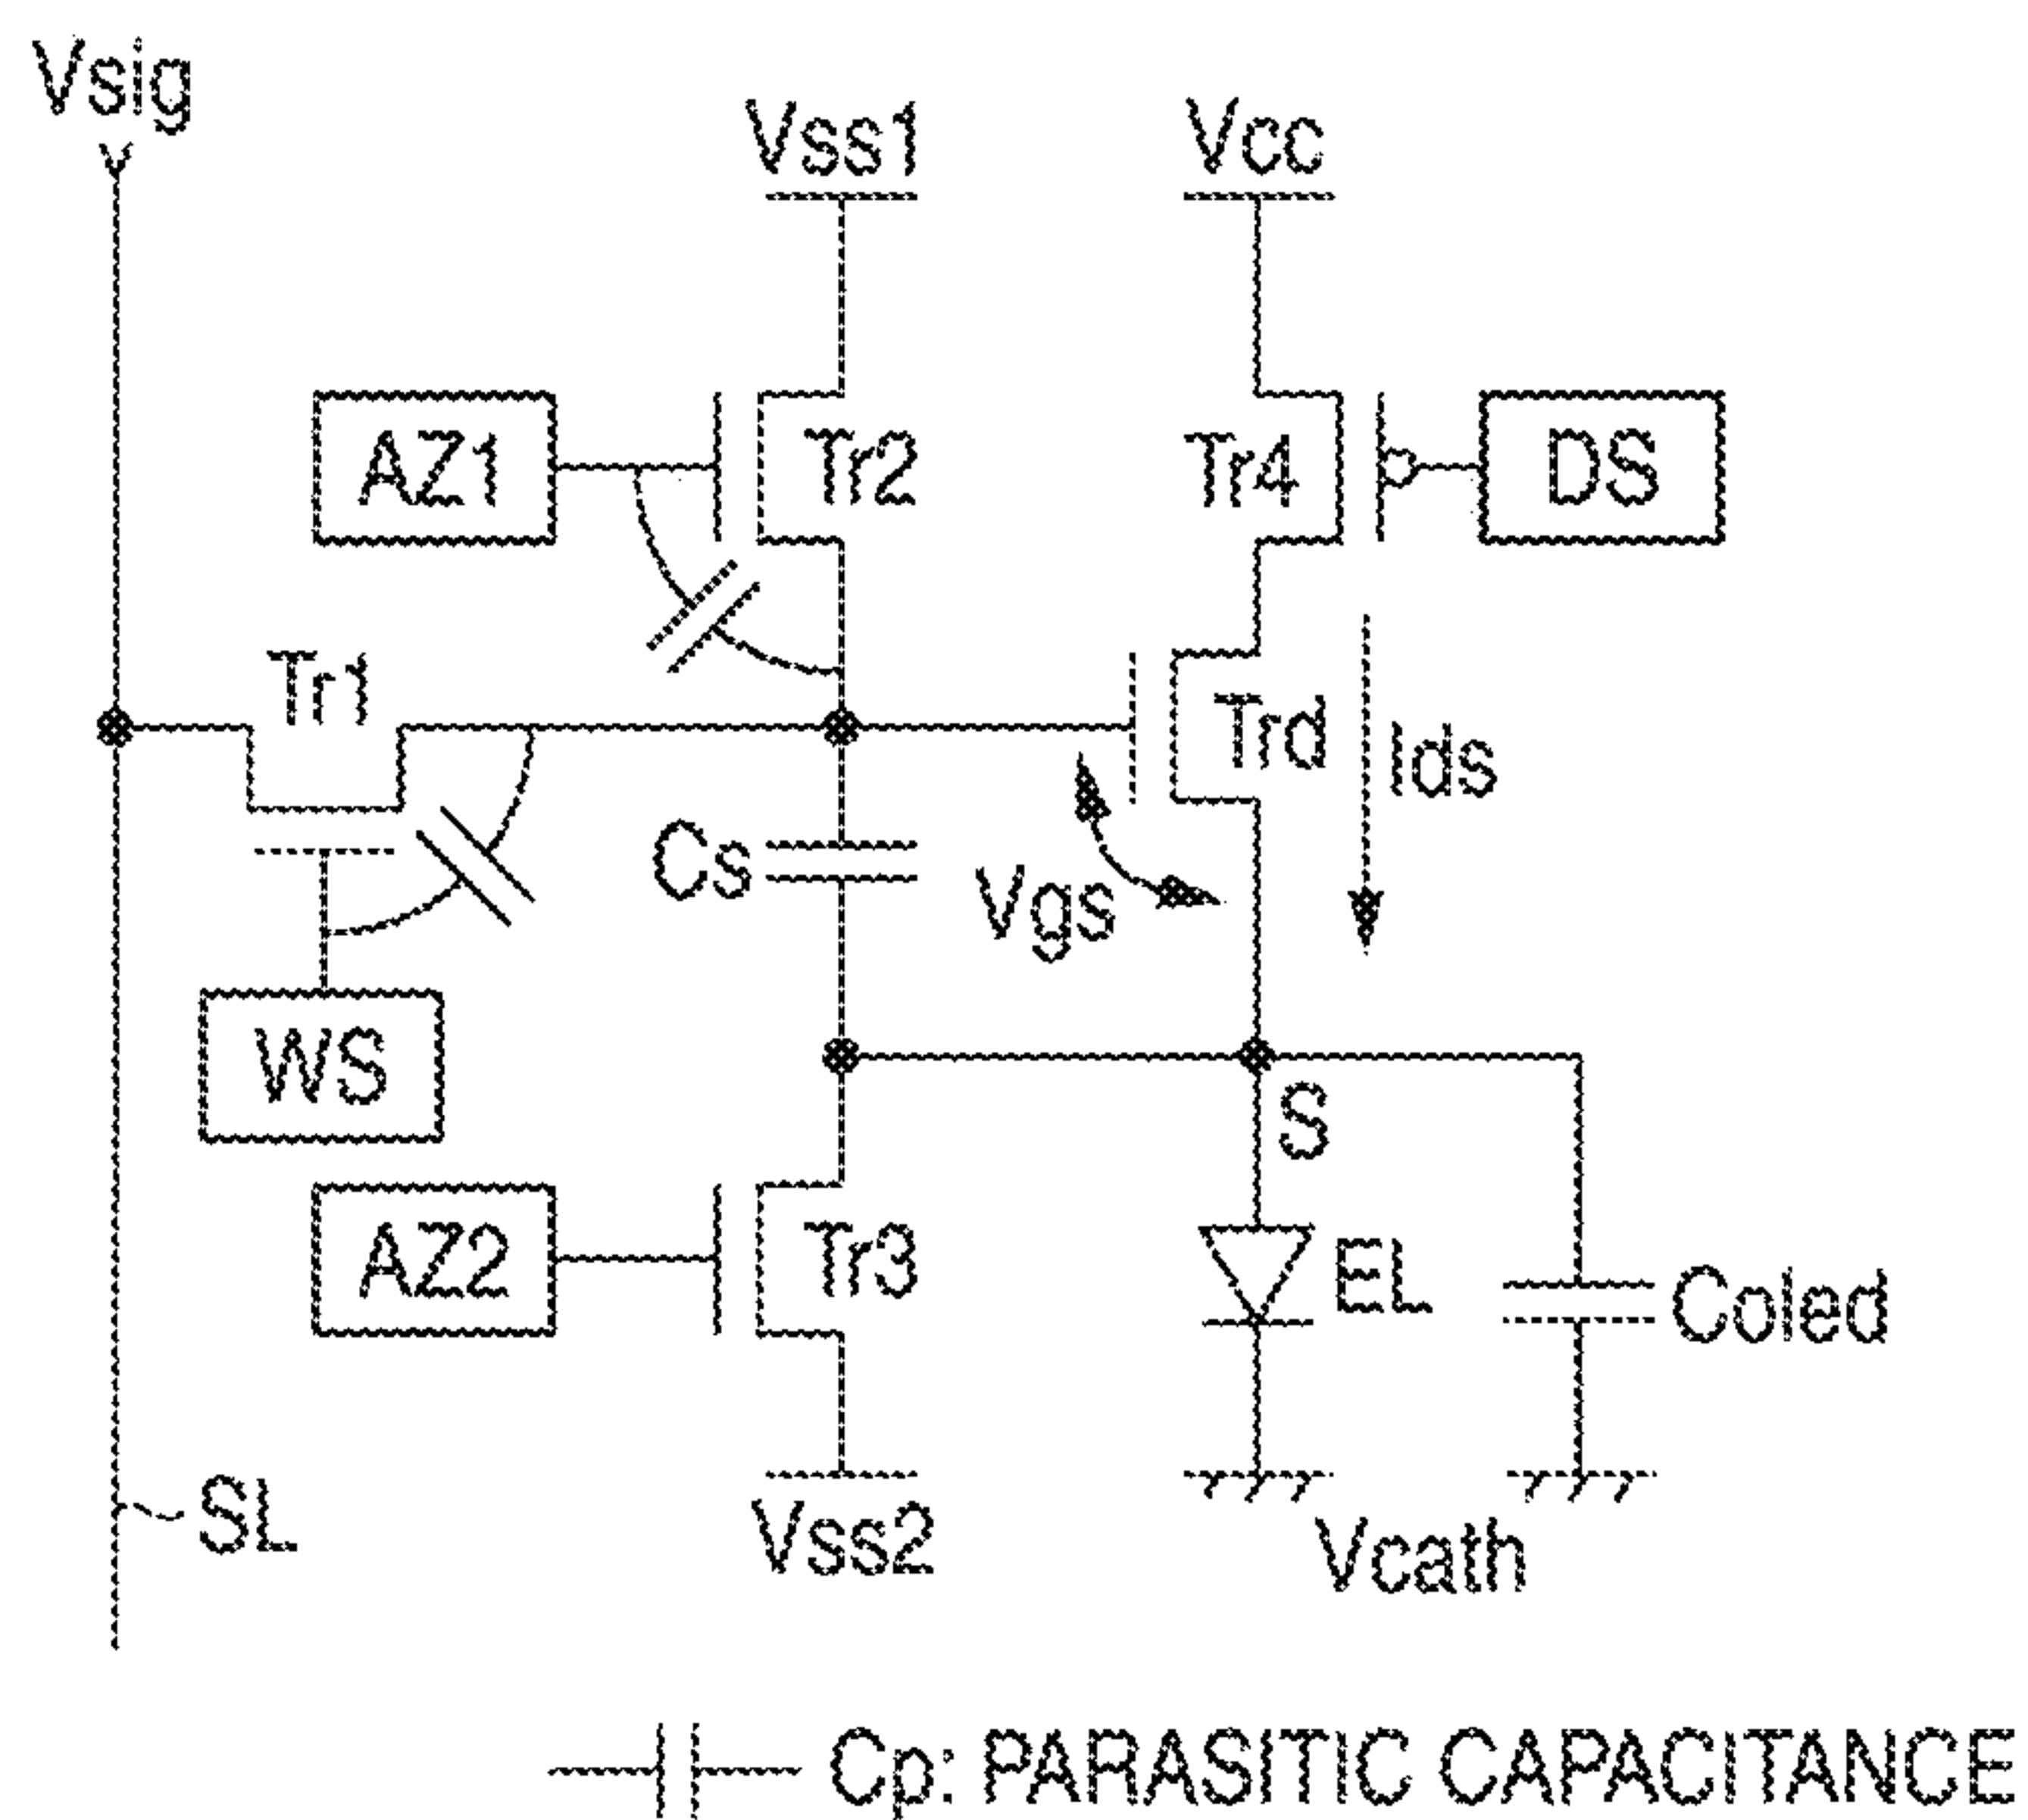 Vsig
Vss1
Vcc
AZ1
Tr2
Tr4
DS
Tr1
Trd
Ids
Cs
Vgs
WS
S
AZ2
Tr3
EL
Coled
SL
Vss2
Vcath
Cp: PARASITIC CAPACITANCE